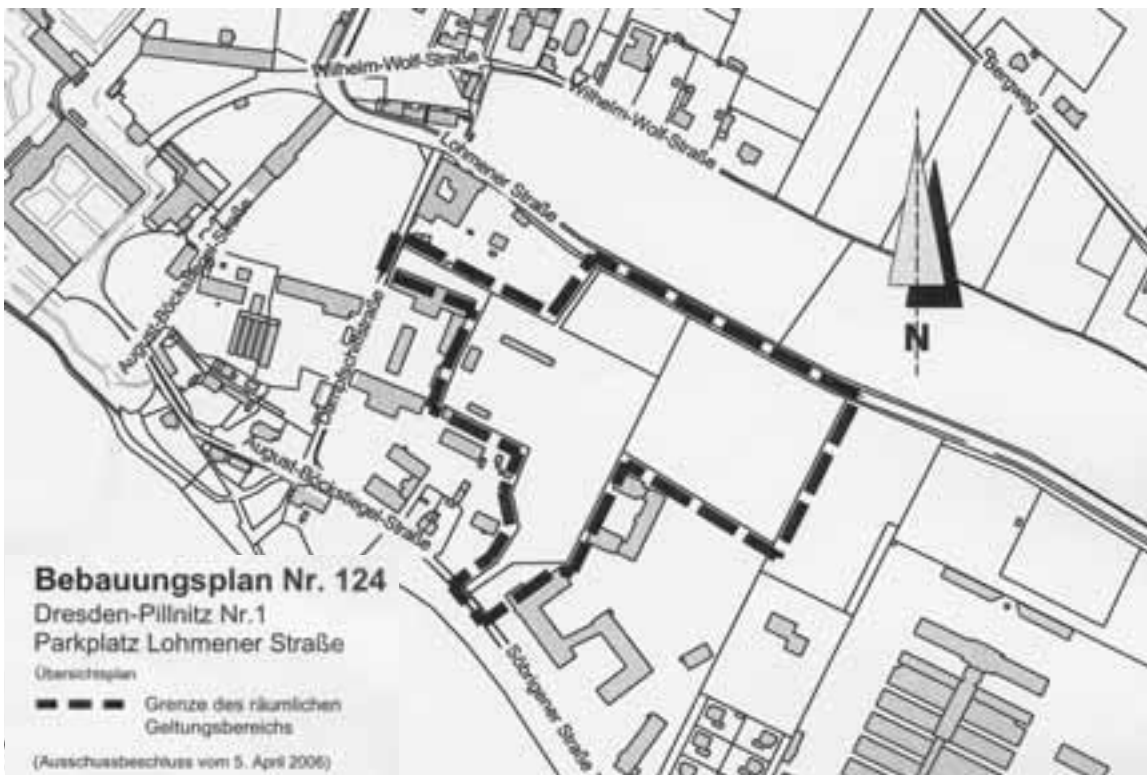 Wilhelm-Wolf-Straße
Wilhelm-Wolf-Straße
Bergweg
Lohmener Straße
August-Böckstiegel-Straße
N
August-Böckstiegel-Straße
Söbrigener Straße
Bebauungsplan Nr. 124
Dresden-Pillnitz Nr.1
Parkplatz Lohmener Straße
Übersichtsplan
Grenze des räumlichen
Geltungsbereichs
(Ausschussbeschluss vom 5. April 2006)